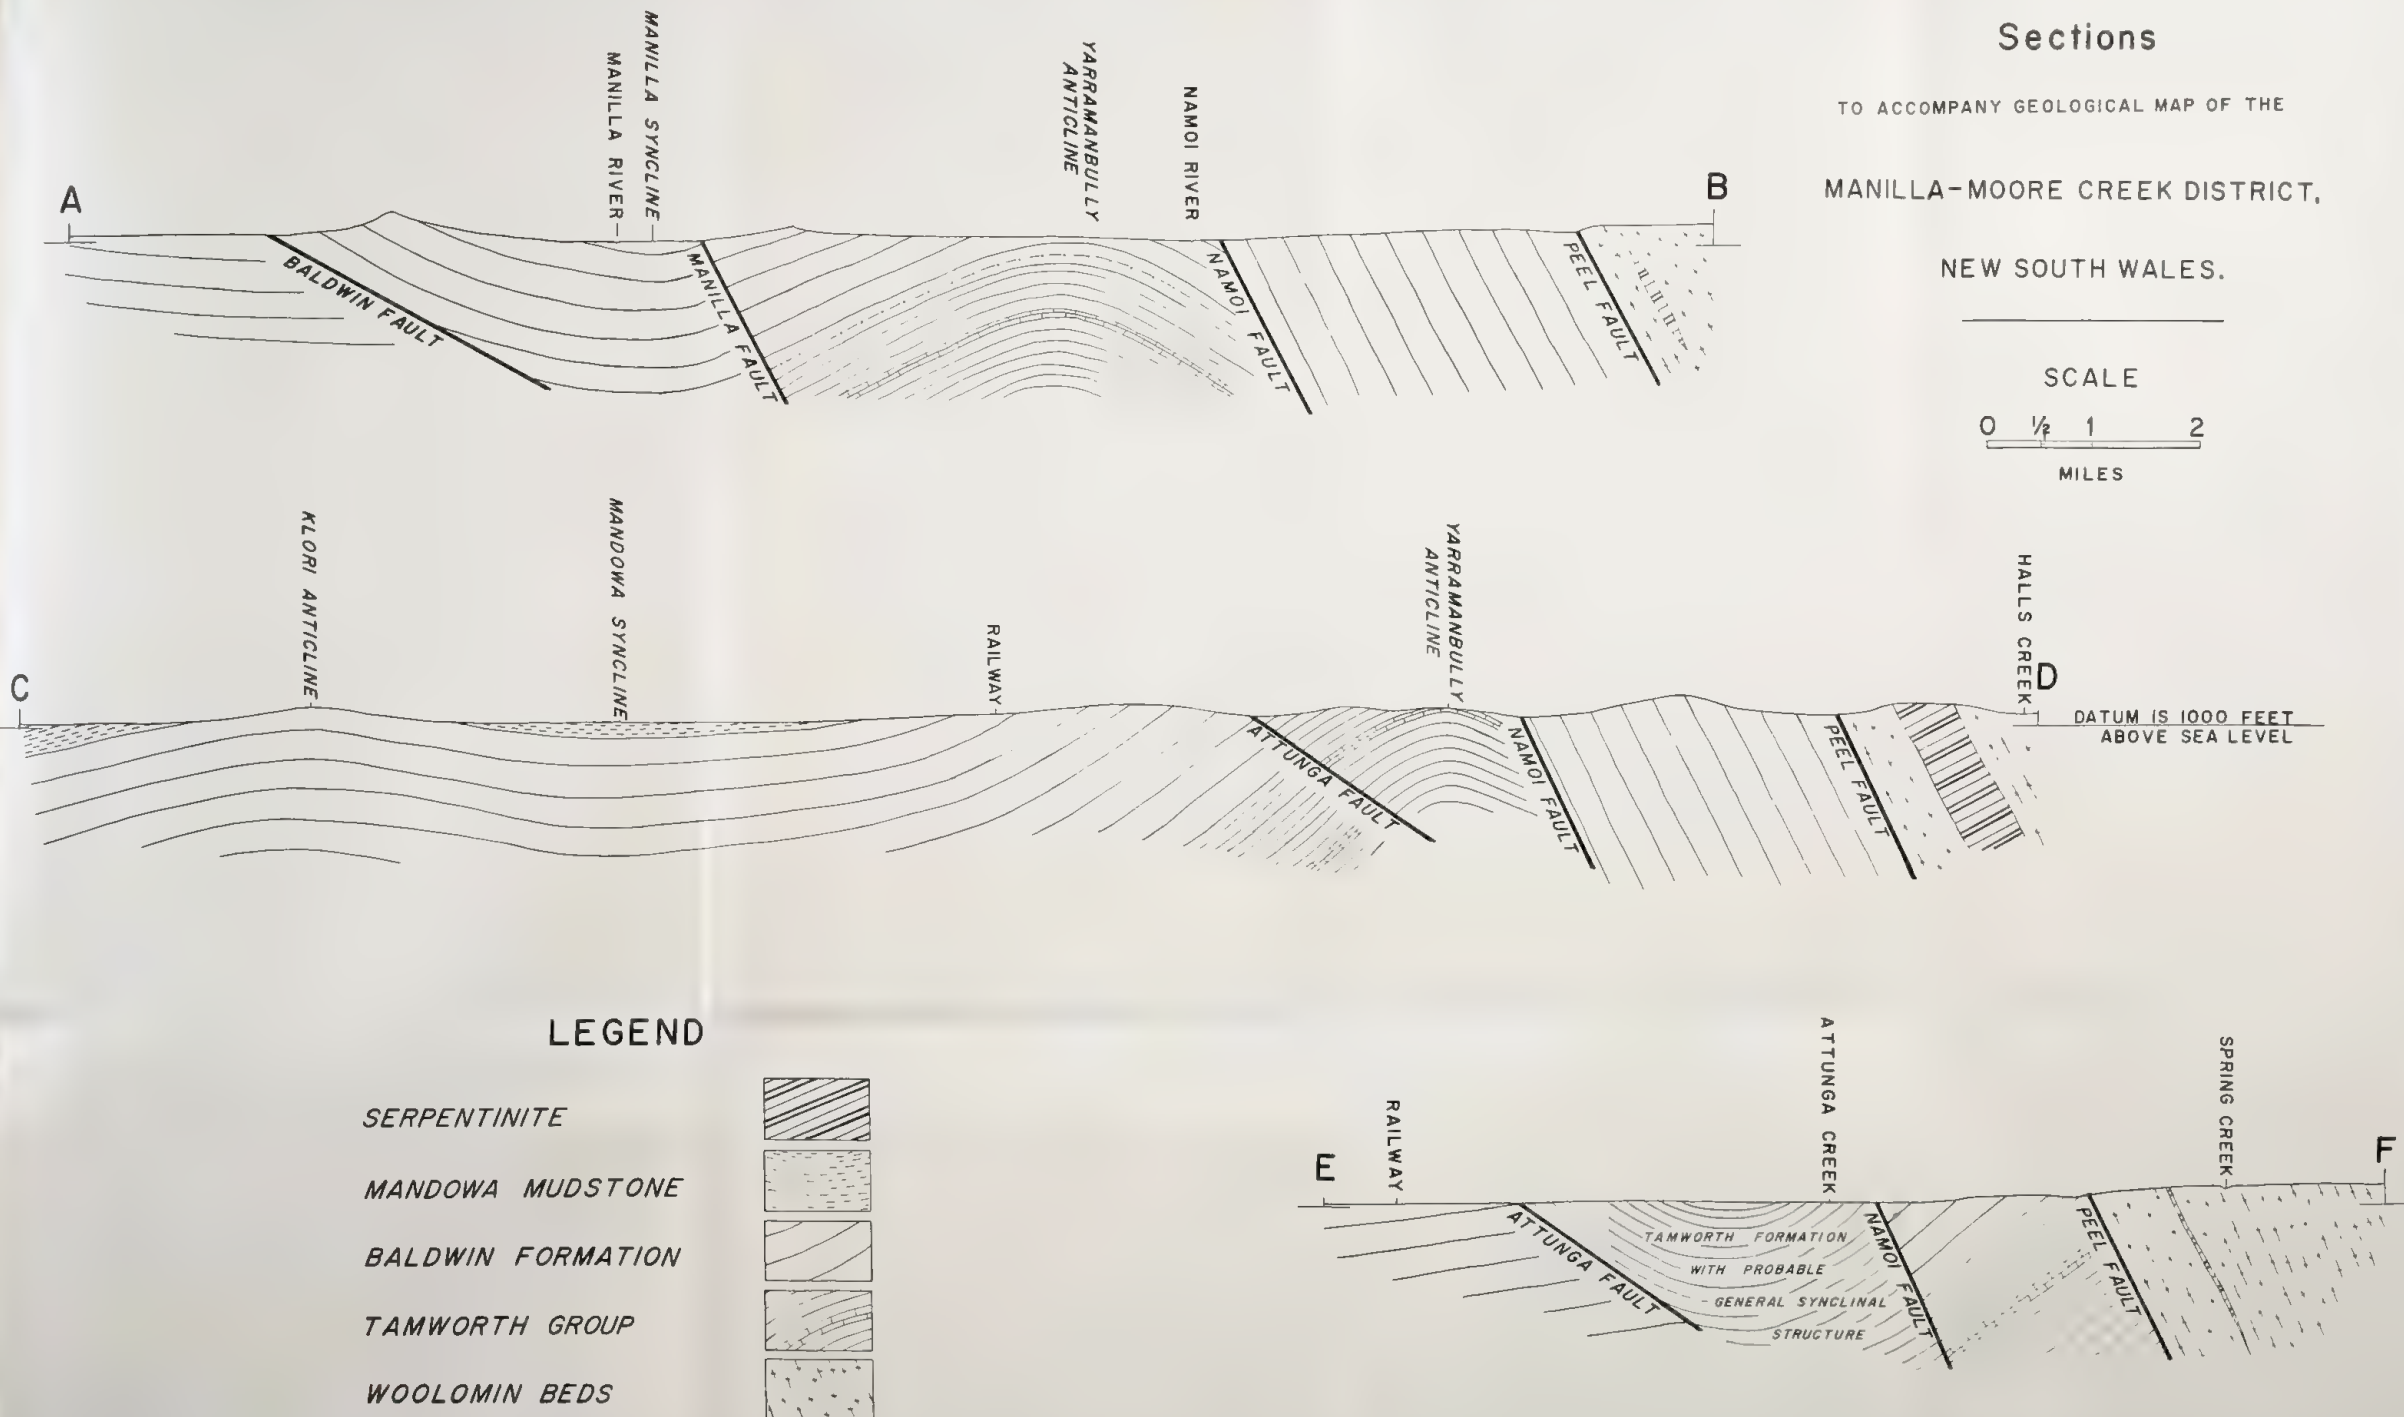 Sections
TO ACCOMPANY GEOLOGICAL MAP OF THE
MANILLA-MOORE CREEK DISTRICT,
NEW SOUTH WALES.
SCALE
0 ½ 1 2
MILES
A
MANILLA RIVER
MANILLA SYNCLINE
YARRAMANBULLY
ANTICLINE
NAMOI RIVER
B
BALDWIN FAULT
MANILLA FAULT
NAMOI FAULT
PEEL FAULT
C
KLORI ANTICLINE
MANDOWA SYNCLINE
RAILWAY
YARRAMANBULLY
ANTICLINE
HALLS CREEK
D
DATUM IS 1000 FEET
ABOVE SEA LEVEL
ATTUNGA FAULT
NAMOI FAULT
PEEL FAULT
LEGEND
SERPENTINITE
MANDOWA MUDSTONE
BALDWIN FORMATION
TAMWORTH GROUP
WOOLOMIN BEDS
E
RAILWAY
ATTUNGA CREEK
SPRING CREEK
F
ATTUNGA FAULT
TAMWORTH FORMATION
WITH PROBABLE
GENERAL SYNCLINAL
STRUCTURE
NAMOI FAULT
PEEL FAULT